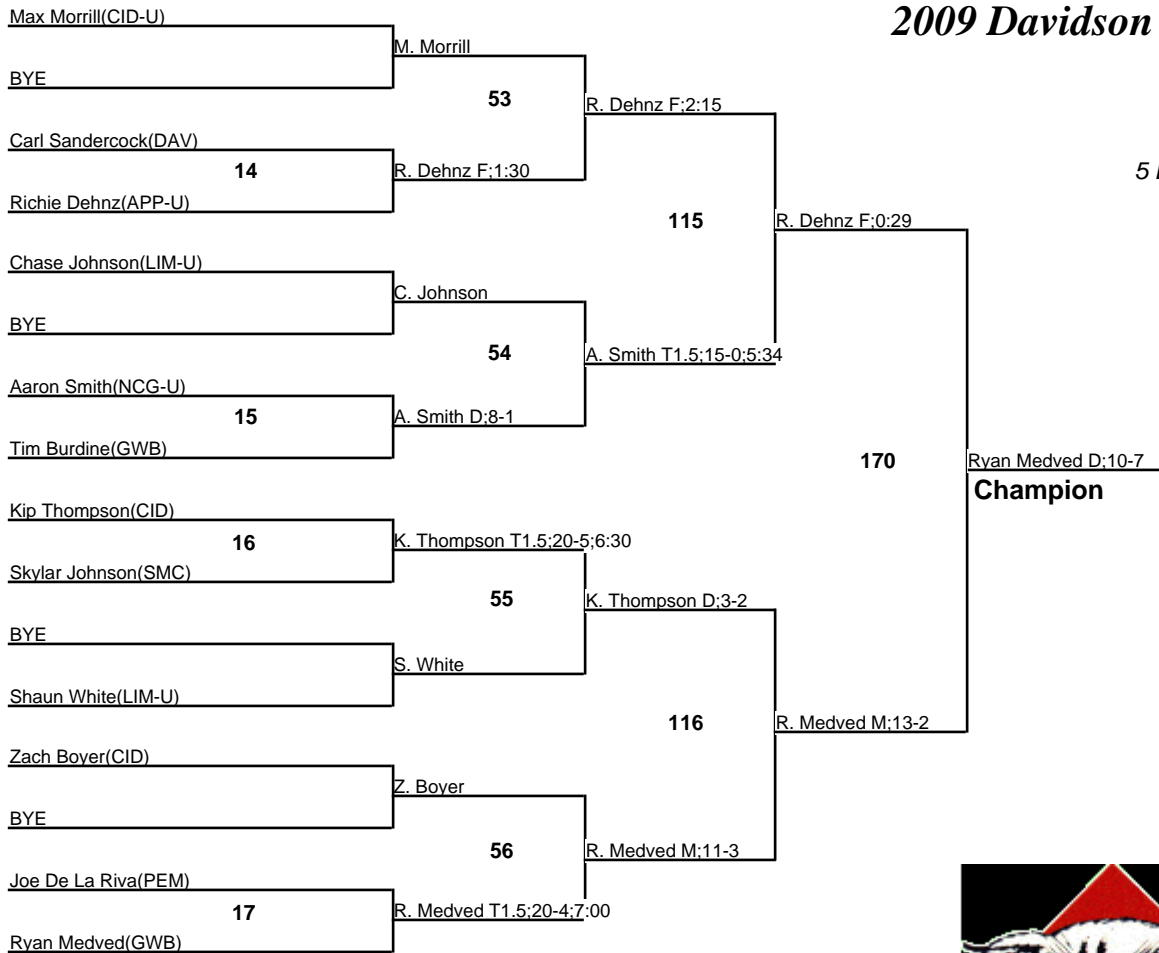 2009 Davidson
5
Max Morrill(CID-U)
M. Morrill
BYE
53
R. Dehnz F;2:15
Carl Sandercock(DAV)
14
R. Dehnz F;1:30
Richie Dehnz(APP-U)
115
R. Dehnz F;0:29
Chase Johnson(LIM-U)
C. Johnson
BYE
54
A. Smith T1.5;15-0;5:34
Aaron Smith(NCG-U)
15
A. Smith D;8-1
Tim Burdine(GWB)
170
Ryan Medved D;10-7
Champion
Kip Thompson(CID)
16
K. Thompson T1.5;20-5;6:30
Skylar Johnson(SMC)
55
K. Thompson D;3-2
BYE
S. White
Shaun White(LIM-U)
116
R. Medved M;13-2
Zach Boyer(CID)
Z. Boyer
BYE
56
R. Medved M;11-3
Joe De La Riva(PEM)
17
R. Medved T1.5;20-4;7:00
Ryan Medved(GWB)